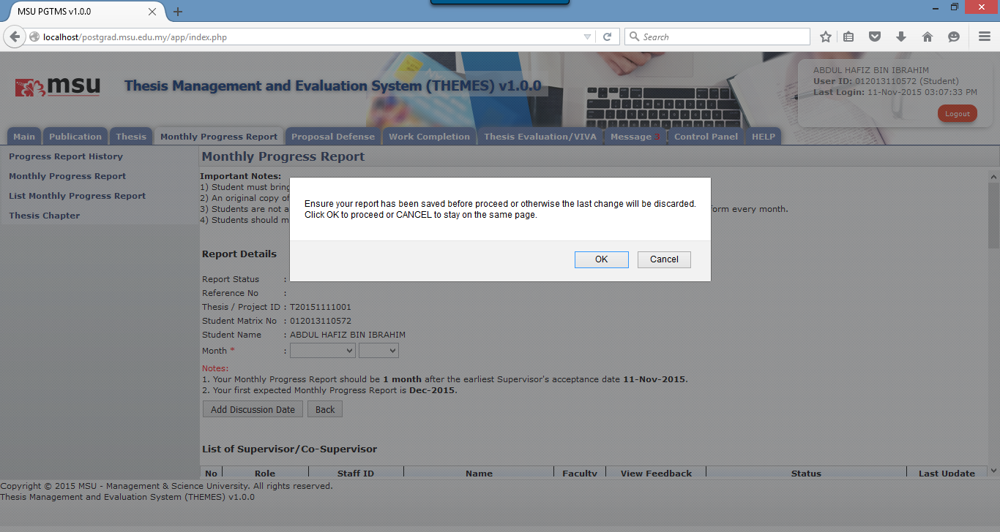 MSU PGTMS v1.0.0
localhost/postgrad.msu.edu.my/app/index.php
Search
msu
Thesis Management and Evaluation System (THEMES) v1.0.0
ABDUL HAFIZ BIN IBRAHIM
User ID: 012013110572 (Student)
Last Login: 11-Nov-2015 03:07:33 PM
Logout
Main Publication Thesis Monthly Progress Report Proposal Defense Work Completion Thesis Evaluation/VIVA Message 3 Control Panel HELP
Progress Report History
Monthly Progress Report
List Monthly Progress Report
Thesis Chapter
Monthly Progress Report
Important Notes:
1) Student must bring
2) An original copy of
3) Students are not a
orm every month.
4) Students should m
Ensure your report has been saved before proceed or otherwise the last change will be discarded.
Click OK to proceed or CANCEL to stay on the same page.
OK Cancel
Report Details
Report Status :
Reference No :
Thesis / Project ID : T20151111001
Student Matrix No : 012013110572
Student Name : ABDUL HAFIZ BIN IBRAHIM
Month * :
Notes:
1. Your Monthly Progress Report should be 1 month after the earliest Supervisor's acceptance date 11-Nov-2015.
2. Your first expected Monthly Progress Report is Dec-2015.
Add Discussion Date Back
List of Supervisor/Co-Supervisor
No Role Staff ID Name Faculty View Feedback Status Last Update
Copyright © 2015 MSU - Management & Science University. All rights reserved.
Thesis Management and Evaluation System (THEMES) v1.0.0